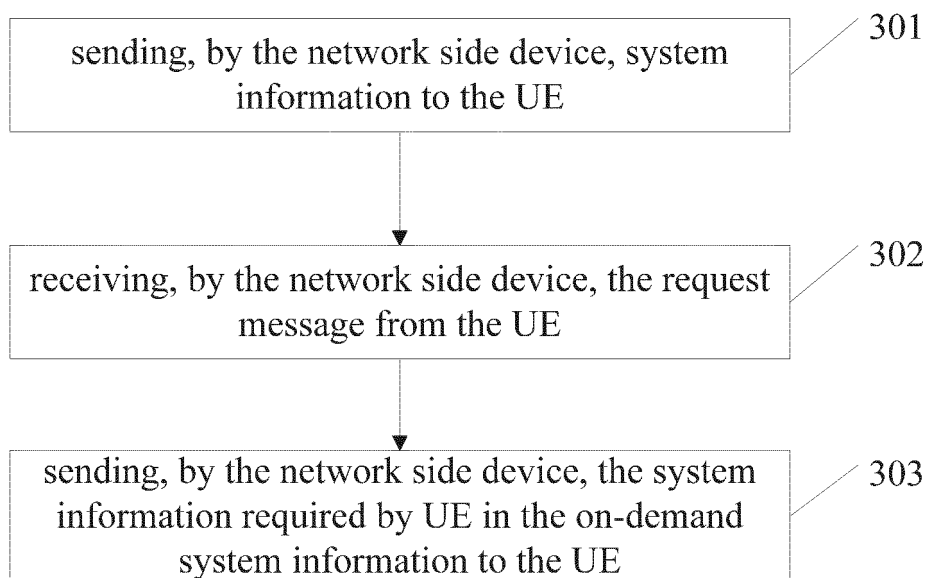 sending, by the network side device, system
information to the UE
301
receiving, by the network side device, the request
message from the UE
302
sending, by the network side device, the system
information required by UE in the on-demand
system information to the UE
303